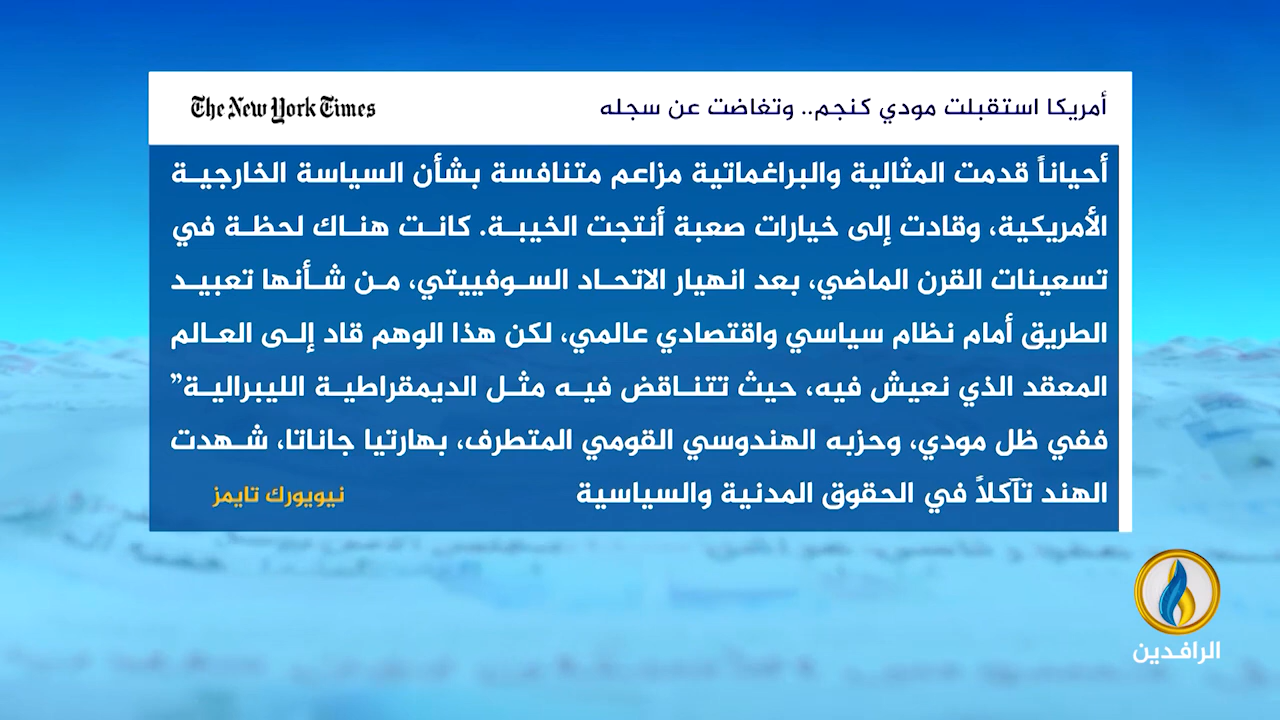 أمريكا استقبلت مودي كنجم.. وتغاضت عن سجله
The New York Times
أحياناً قدمت المثالية والبراغماتية مزاعم متنافسة بشأن السياسة الخارجية
الأمريكية، وقادت إلى خيارات صعبة أنتجت الخيبة. كانت هناك لحظة في
تسعينات القرن الماضي، بعد انهيار الاتحاد السوفييتي، من شأنها تعبيد
الطريق أمام نظام سياسي واقتصادي عالمي، لكن هذا الوهم قاد إلى العالم
المعقد الذي نعيش فيه، حيث تتناقض فيه مثل الديمقراطية الليبرالية”
ففي ظل مودي، وحزبه الهندوسي القومي المتطرف، بهارتيا جاناتا، شهدت
الهند تآكلاً في الحقوق المدنية والسياسية
نيويورك تايمز
الرافدين